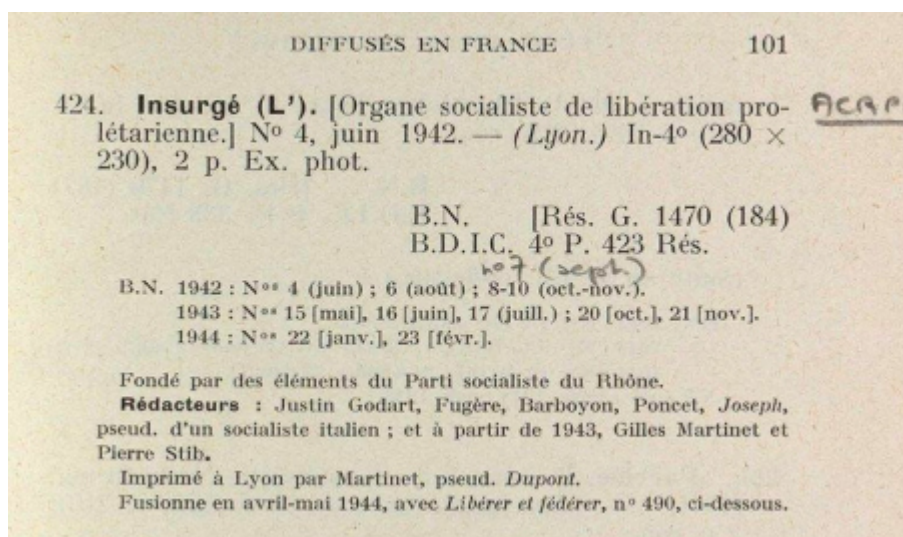 DIFFUSÉS EN FRANCE 101
424. Insurgé (L'). [Organe socialiste de libération pro-
létarienne.] Nº 4, juin 1942. — (Lyon.) In-4º (280 ×
230), 2 p. Ex. phot.
ACRP
B.N. [Rés. G. 1470 (184)
B.D.I.C. 4º P. 423 Rés.
nº 7 (sept.)
B.N. 1942 : Nos 4 (juin) ; 6 (août) ; 8-10 (oct.-nov.).
1943 : Nos 15 [mai], 16 [juin], 17 (juill.) ; 20 [oct.], 21 [nov.].
1944 : Nos 22 [janv.], 23 [févr.].
Fondé par des éléments du Parti socialiste du Rhône.
Rédacteurs : Justin Godart, Fugère, Barboyon, Poncet, Joseph,
pseud. d'un socialiste italien ; et à partir de 1943, Gilles Martinet et
Pierre Stib.
Imprimé à Lyon par Martinet, pseud. Dupont.
Fusionne en avril-mai 1944, avec Libérer et fédérer, nº 490, ci-dessous.